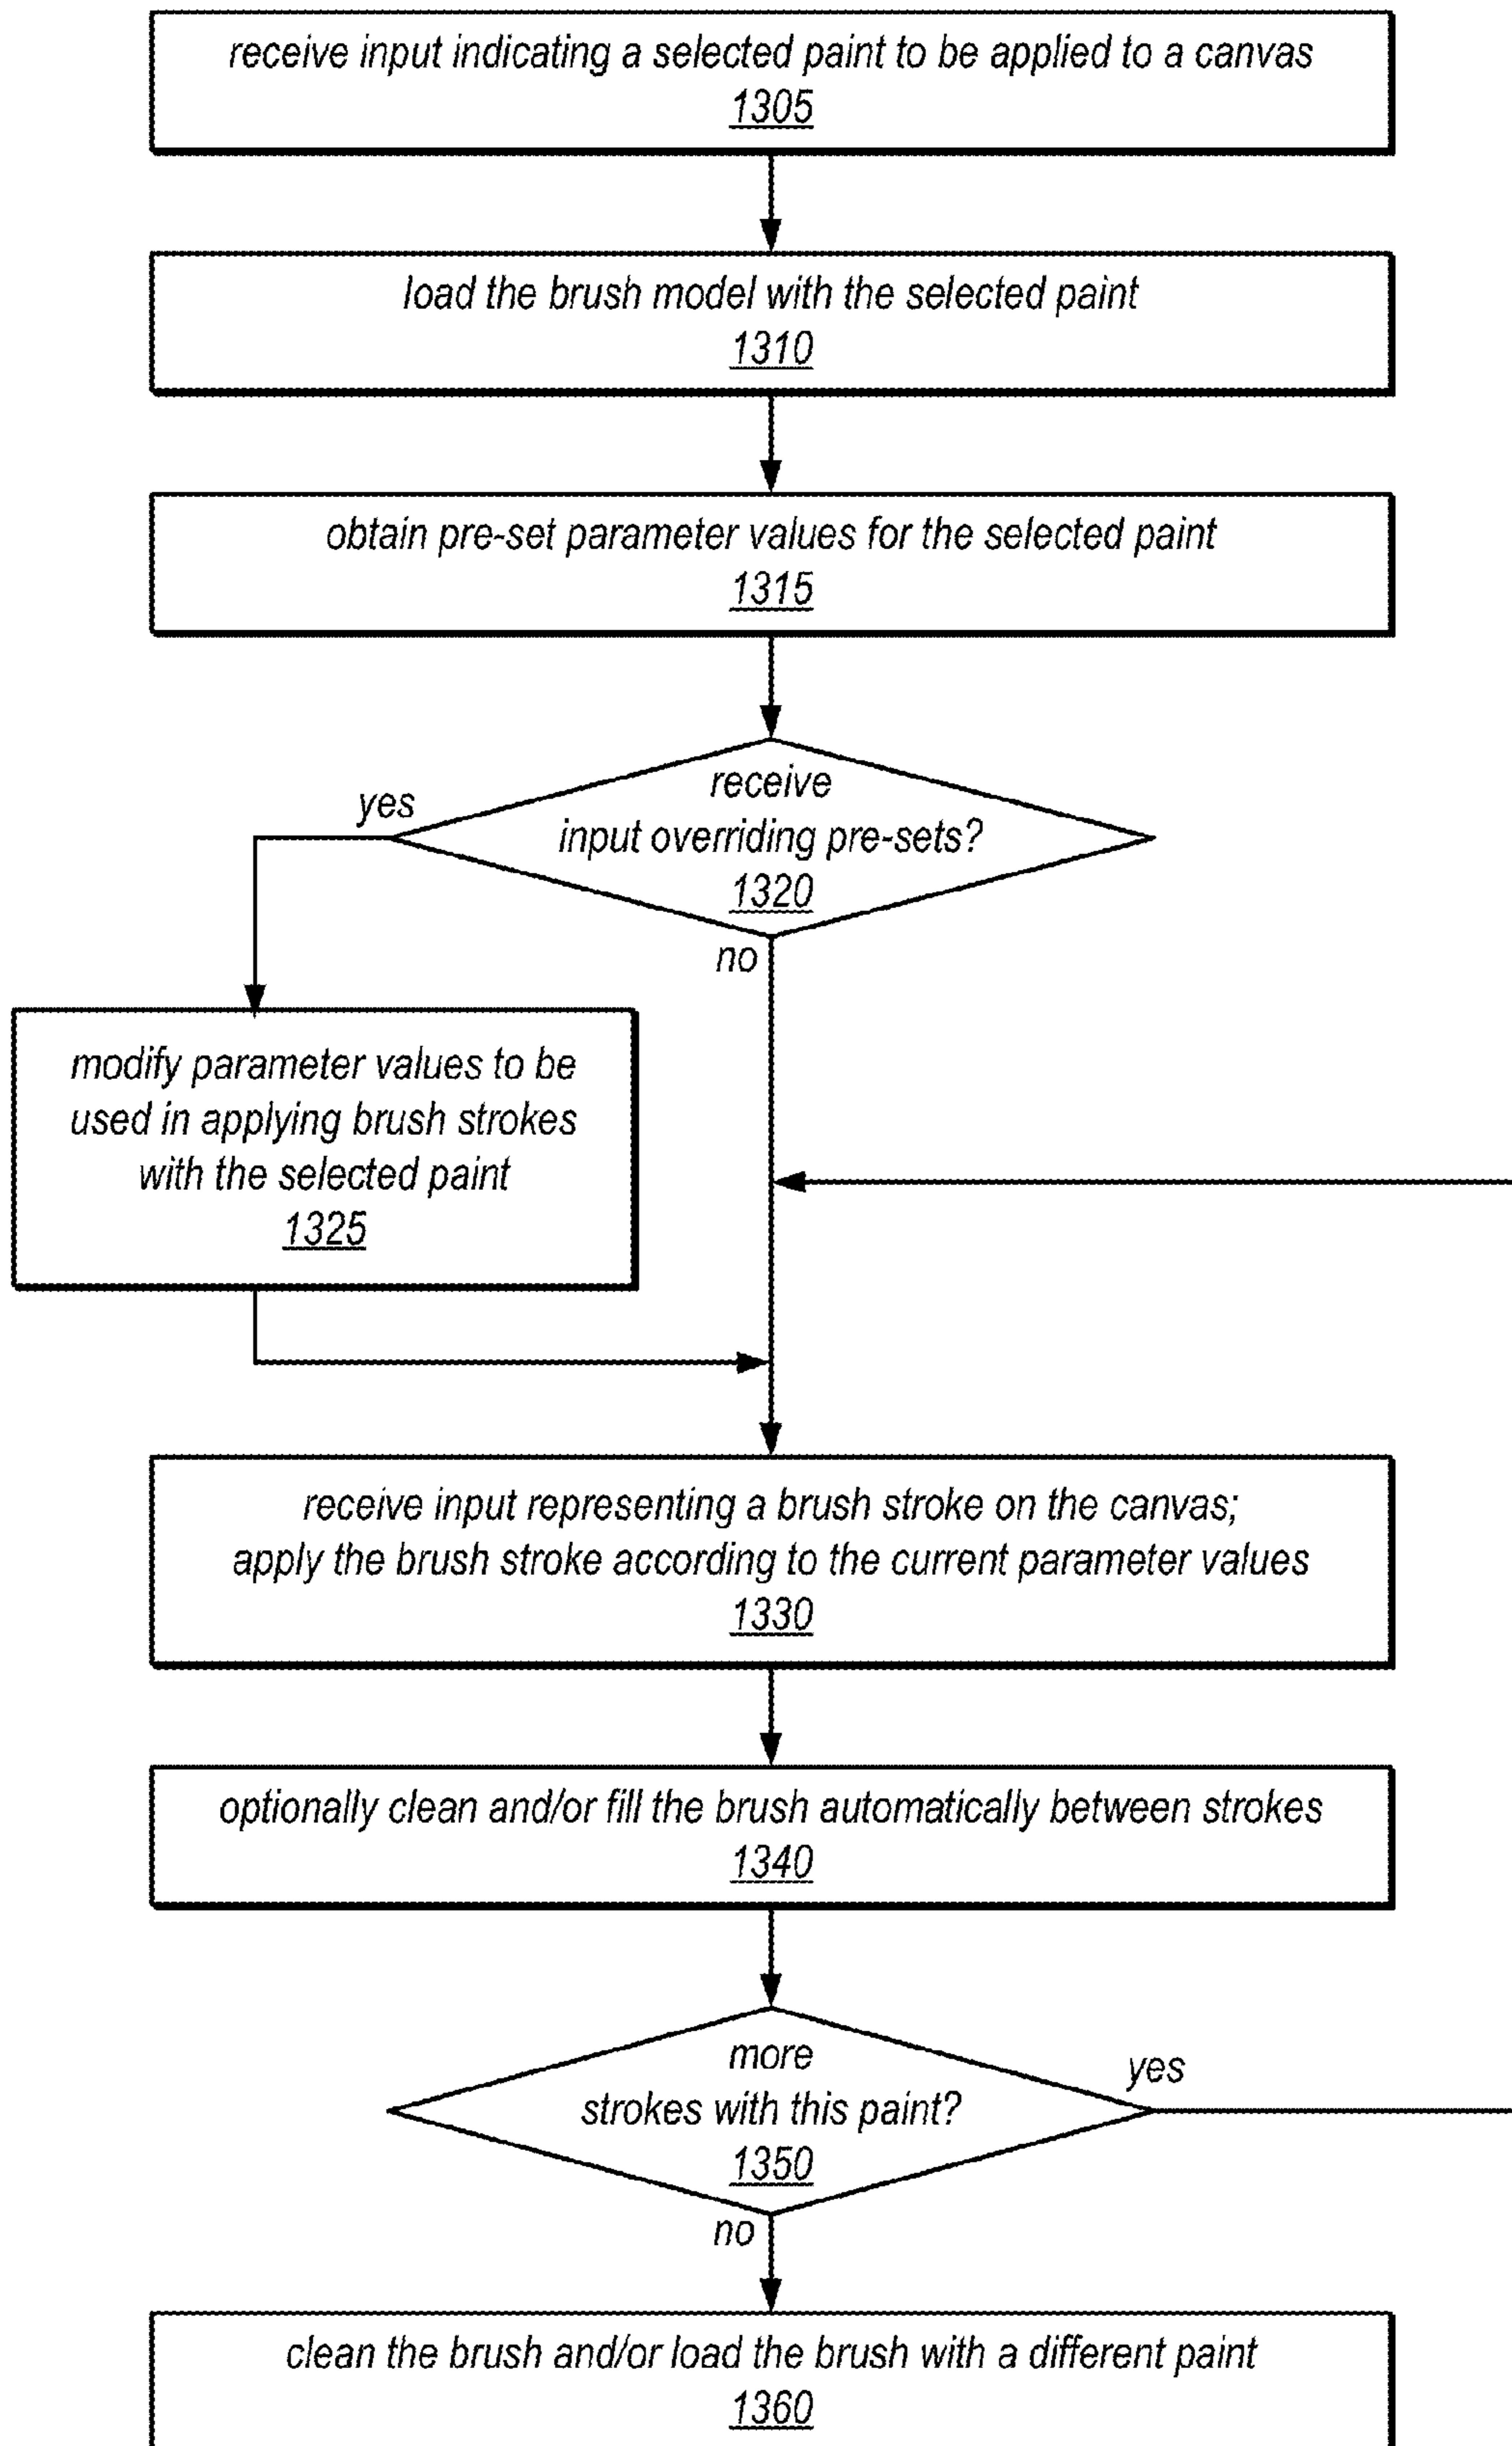 receive input indicating a selected paint to be applied to a canvas
1305
load the brush model with the selected paint
1310
obtain pre-set parameter values for the selected paint
1315
yes
receive
input overriding pre-sets?
1320
no
modify parameter values to be
used in applying brush strokes
with the selected paint
1325
receive input representing a brush stroke on the canvas;
apply the brush stroke according to the current parameter values
1330
optionally clean and/or fill the brush automatically between strokes
1340
more
strokes with this paint?
1350
yes
no
clean the brush and/or load the brush with a different paint
1360